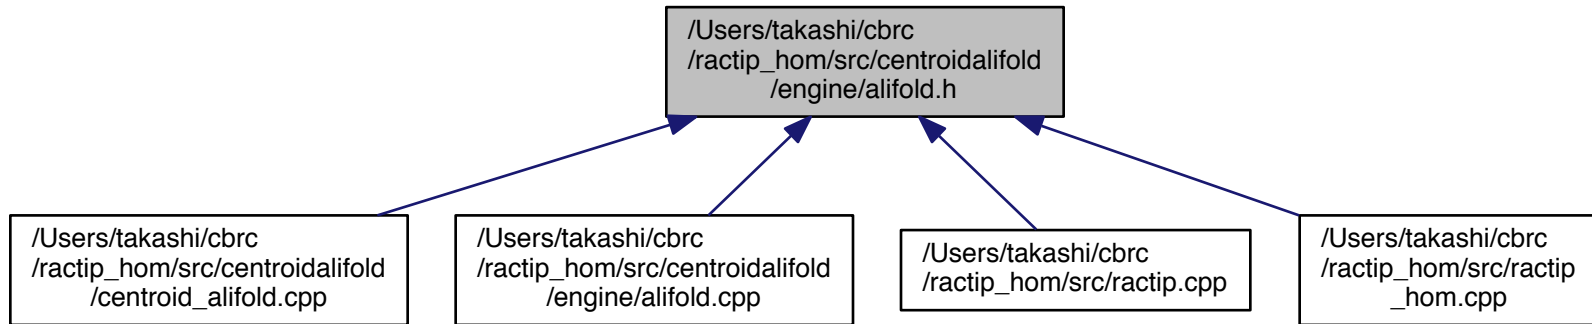 /Users/takashi/cbrc
/ractip_hom/src/centroidalifold
/engine/alifold.h
/Users/takashi/cbrc
/ractip_hom/src/centroidalifold
/centroid_alifold.cpp
/Users/takashi/cbrc
/ractip_hom/src/centroidalifold
/engine/alifold.cpp
/Users/takashi/cbrc
/ractip_hom/src/ractip.cpp
/Users/takashi/cbrc
/ractip_hom/src/ractip
_hom.cpp